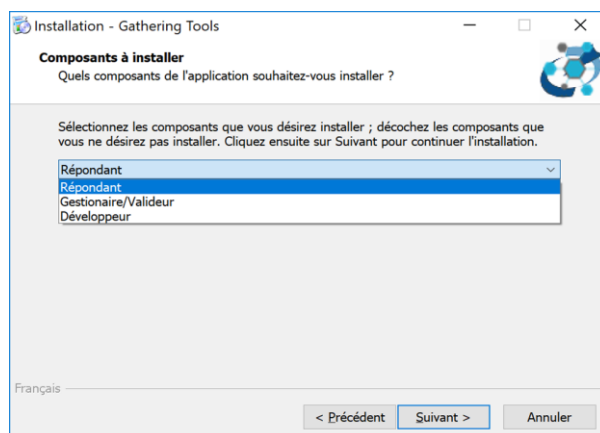 Installation - Gathering Tools
Composants à installer
Quels composants de l'application souhaitez-vous installer ?
Sélectionnez les composants que vous désirez installer ; décochez les composants que
vous ne désirez pas installer. Cliquez ensuite sur Suivant pour continuer l'installation.
Répondant
Répondant
Gestionaire/Valideur
Développeur
Français
< Précédent Suivant > Annuler